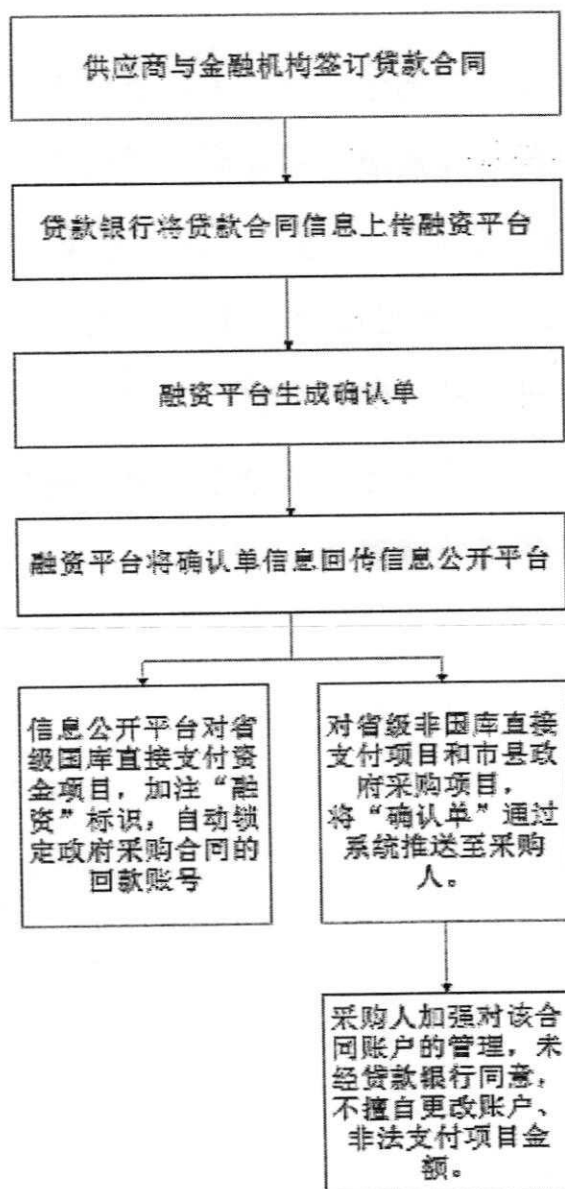 供应商与金融机构签订贷款合同
贷款银行将贷款合同信息上传融资平台
融资平台生成确认单
融资平台将确认单信息回传信息公开平台
信息公开平台对省
级国库直接支付资
金项目，加注“融
资”标识，自动锁
定政府采购合同的
回款账号
对省级非国库直接
支付项目和市县政
府采购项目，
将“确认单”通过
系统推送至采购
人。
采购人加强对该合
同账户的管理，未
经贷款银行同意，
不擅自更改账户、
非法支付项目金
额。